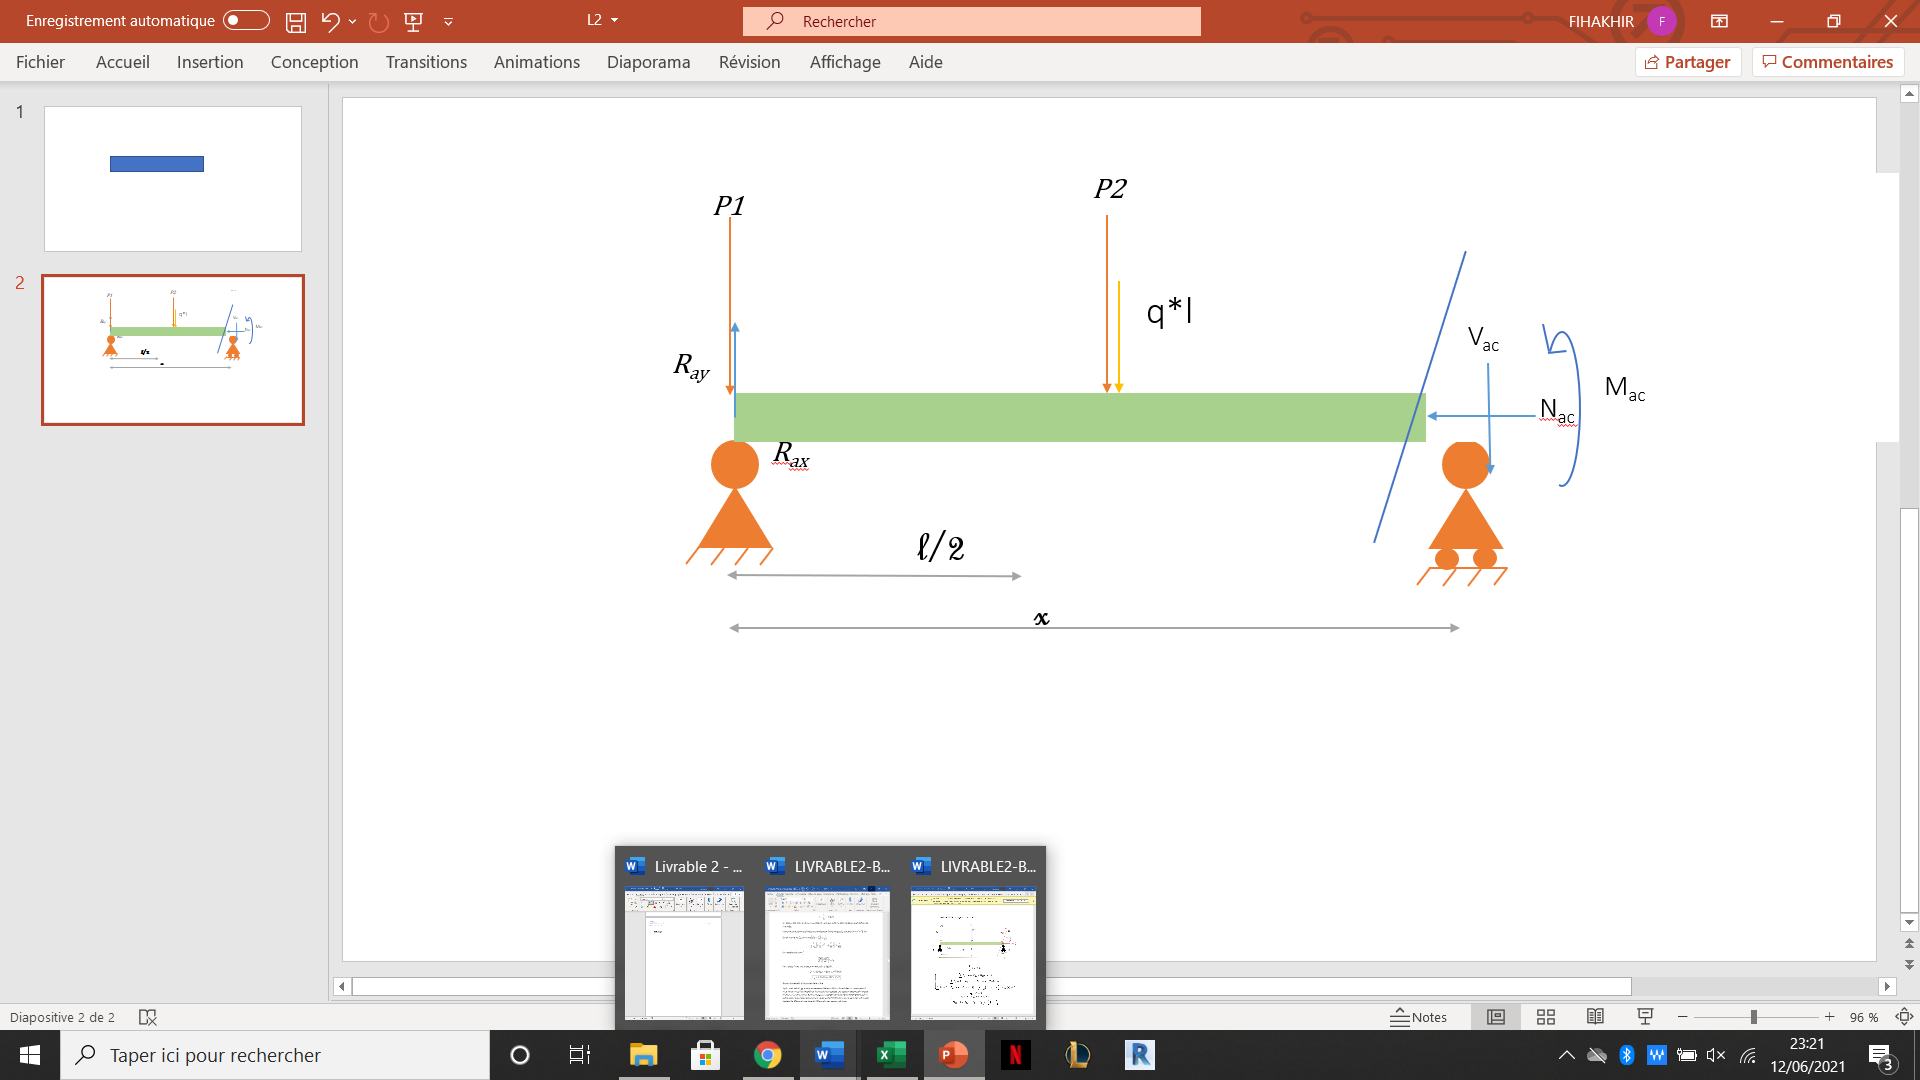 Enregistrement automatique
L2
Rechercher
FIHAKHIR
F
Fichier
Accueil
Insertion
Conception
Transitions
Animations
Diaporama
Révision
Affichage
Aide
Partager
Commentaires
1
2
P1
P2
q*l
Ray
Rax
Vac
Nac
Mac
ℓ/2
x
Livrable 2 - ...
LIVRABLE2-B...
LIVRABLE2-B...
Diapositive 2 de 2
Notes
96 %
Taper ici pour rechercher
23:21
12/06/2021
3